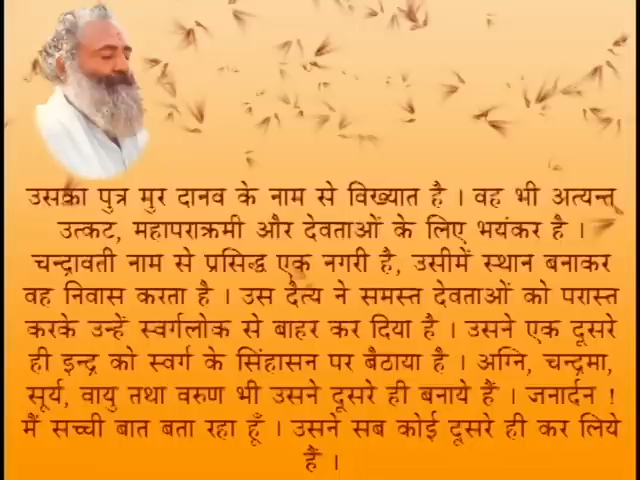 उसका पुत्र मुर दानव के नाम से विख्यात है । वह भी अत्यन्त
उत्कट, महापराक्रमी और देवताओं के लिए भयंकर है ।
चन्द्रावती नाम से प्रसिद्ध एक नगरी है, उसीमें स्थान बनाकर
वह निवास करता है । उस दैत्य ने समस्त देवताओं को परास्त
करके उन्हें स्वर्गलोक से बाहर कर दिया है । उसने एक दूसरे
ही इन्द्र को स्वर्ग के सिंहासन पर बैठाया है । अग्नि, चन्द्रमा,
सूर्य, वायु तथा वरुण भी उसने दूसरे ही बनाये हैं । जनार्दन !
मैं सच्ची बात बता रहा हूँ । उसने सब कोई दूसरे ही कर लिये
हैं ।